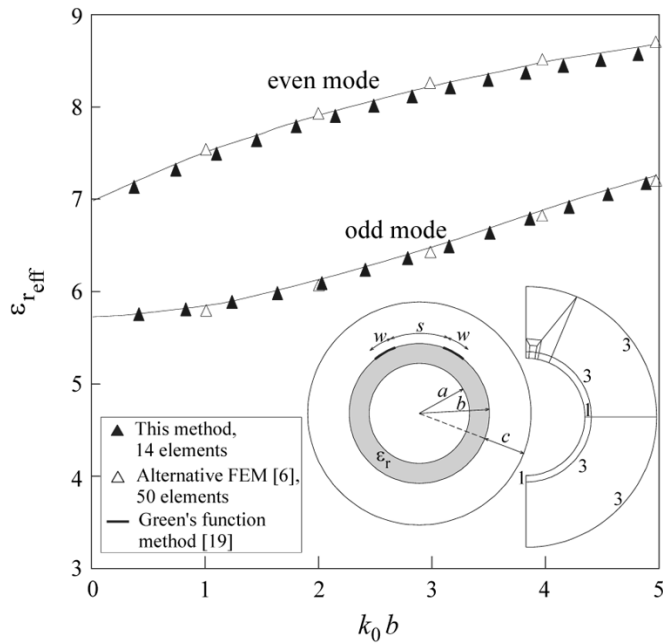 9
8
7
6
5
4
3
ε_r_eff
even mode
odd mode
w s w
a
b
c
ε_r
3
3
1
1 3
3
▲ This method,
14 elements
△ Alternative FEM [6],
50 elements
Green's function
method [19]
0 1 2 3 4 5
k_0 b